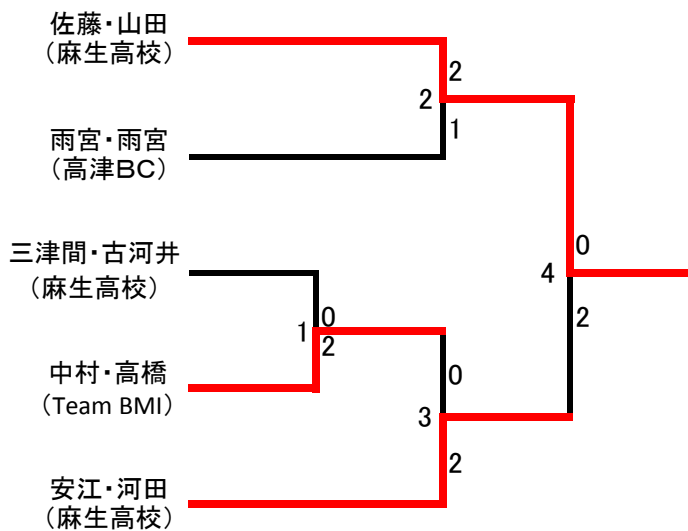 佐藤・山田
（麻生高校）
2
2
1
雨宮・雨宮
（高津BC）
三津間・古河井
（麻生高校）
0
4
2
1
0
2
中村・高橋
（Team BMI）
0
3
2
安江・河田
（麻生高校）